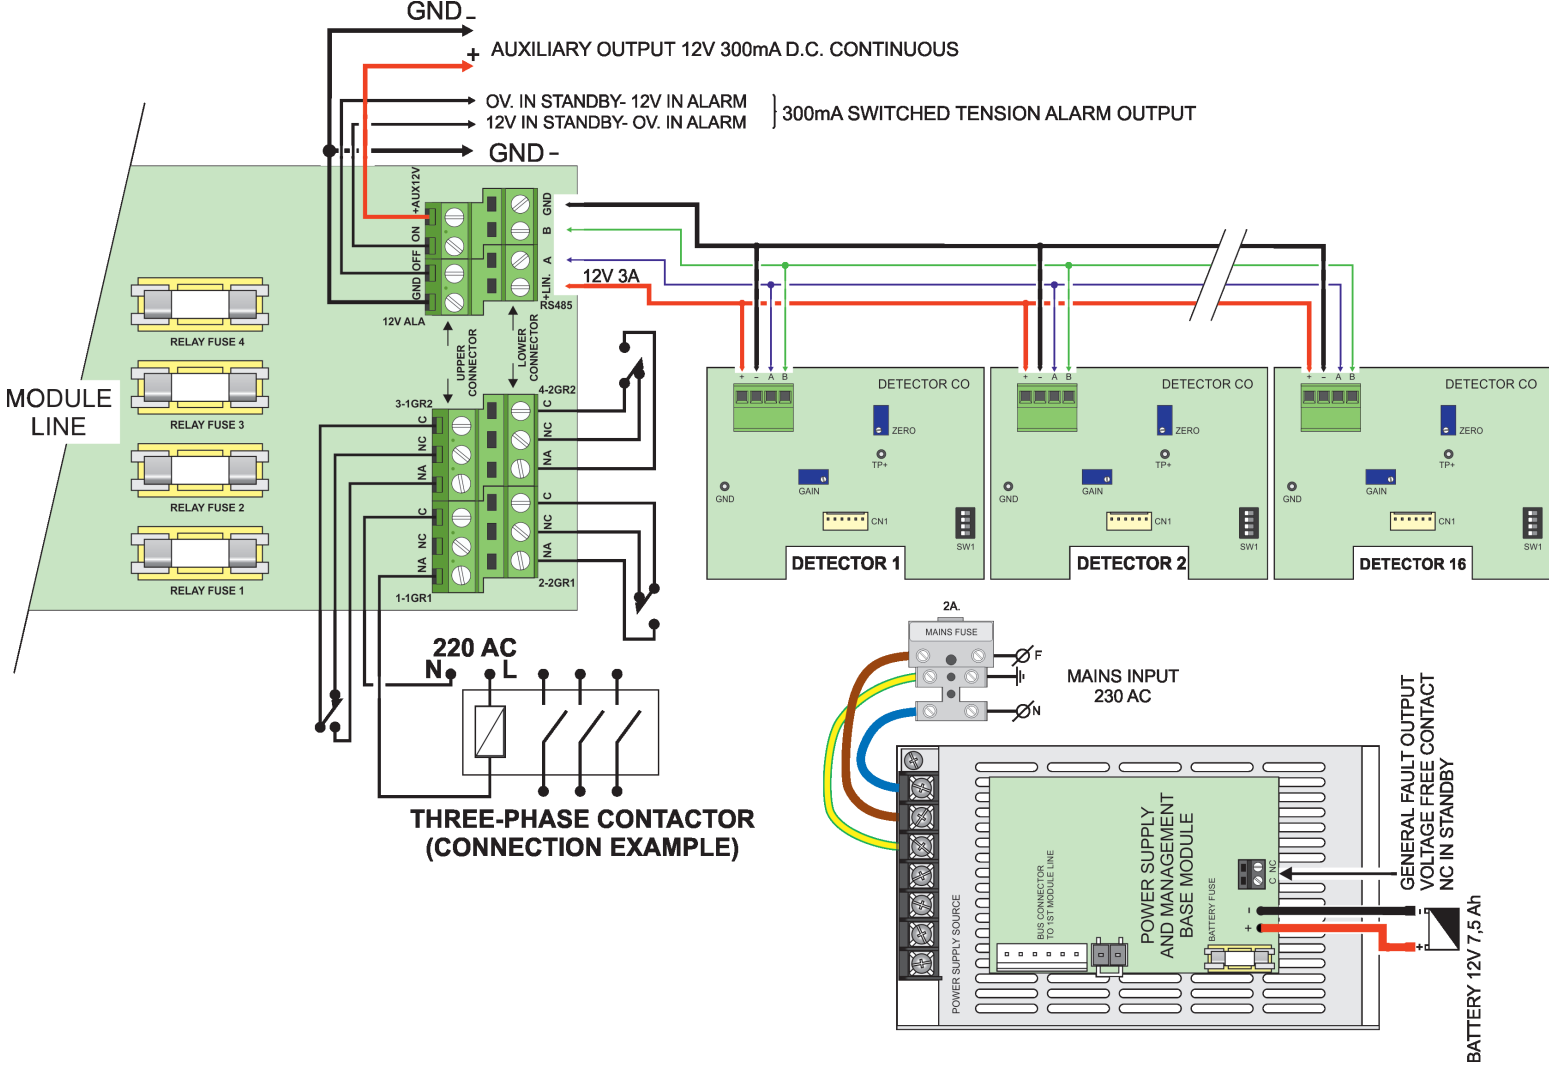 GND -
+ AUXILIARY OUTPUT 12V 300mA D.C. CONTINUOUS
OV. IN STANDBY- 12V IN ALARM
12V IN STANDBY- OV. IN ALARM
300mA SWITCHED TENSION ALARM OUTPUT
GND -
+AUX12V
ON
OFF
GND
12V ALA
GND
B
A
+LIN.
RS485
12V 3A
UPPER
CONNECTOR
LOWER
CONNECTOR
MODULE
LINE
RELAY FUSE 4
RELAY FUSE 3
RELAY FUSE 2
RELAY FUSE 1
3-1GR2
C
NC
NA
C
NC
NA
1-1GR1
4-2GR2
C
NC
NA
C
NC
NA
2-2GR1
+ – A B
DETECTOR CO
ZERO
TP+
GND
GAIN
CN1
SW1
DETECTOR 1
+ – A B
DETECTOR CO
ZERO
TP+
GND
GAIN
CN1
SW1
DETECTOR 2
+ – A B
DETECTOR CO
ZERO
TP+
GND
GAIN
CN1
SW1
DETECTOR 16
220 AC
N L
THREE-PHASE CONTACTOR
(CONNECTION EXAMPLE)
2A.
MAINS FUSE
F
N
MAINS INPUT
230 AC
POWER SUPPLY SOURCE
BUS CONNECTOR
TO 1ST MODULE LINE
POWER SUPPLY
AND MANAGEMENT
BASE MODULE
BATTERY FUSE
C NC
-
+
GENERAL FAULT OUTPUT
VOLTAGE FREE CONTACT
NC IN STANDBY
-
+
BATTERY 12V 7,5 Ah